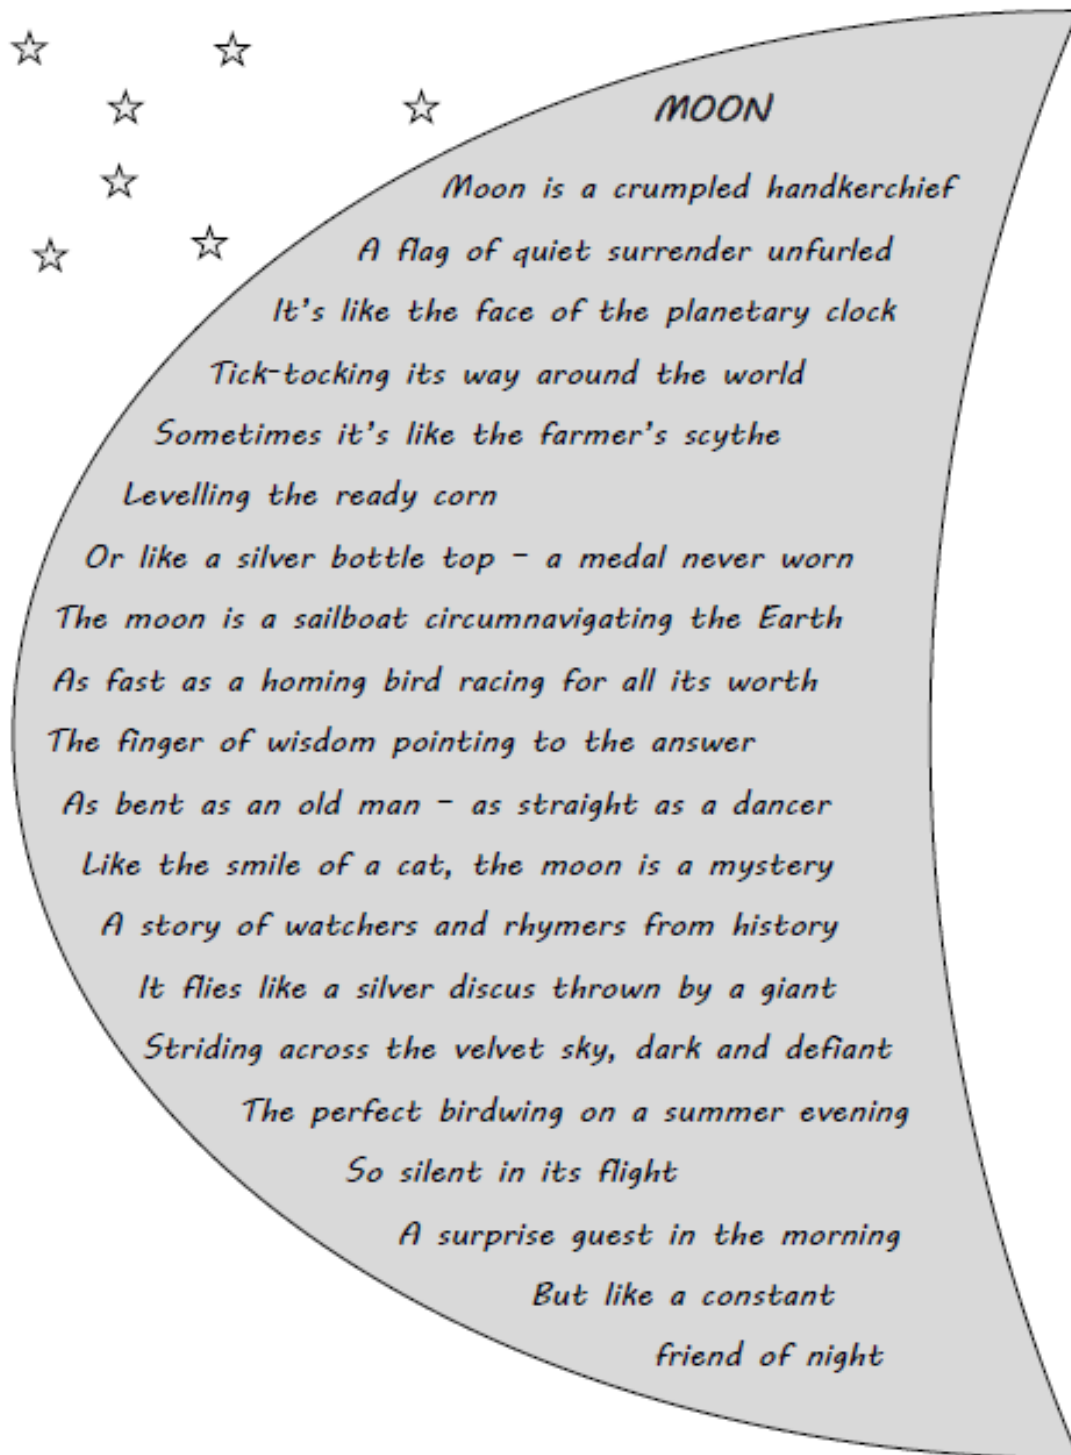 MOON
Moon is a crumpled handkerchief
A flag of quiet surrender unfurled
It's like the face of the planetary clock
Tick-tocking its way around the world
Sometimes it's like the farmer's scythe
Levelling the ready corn
Or like a silver bottle top – a medal never worn
The moon is a sailboat circumnavigating the Earth
As fast as a homing bird racing for all its worth
The finger of wisdom pointing to the answer
As bent as an old man – as straight as a dancer
Like the smile of a cat, the moon is a mystery
A story of watchers and rhymers from history
It flies like a silver discus thrown by a giant
Striding across the velvet sky, dark and defiant
The perfect birdwing on a summer evening
So silent in its flight
A surprise guest in the morning
But like a constant
friend of night